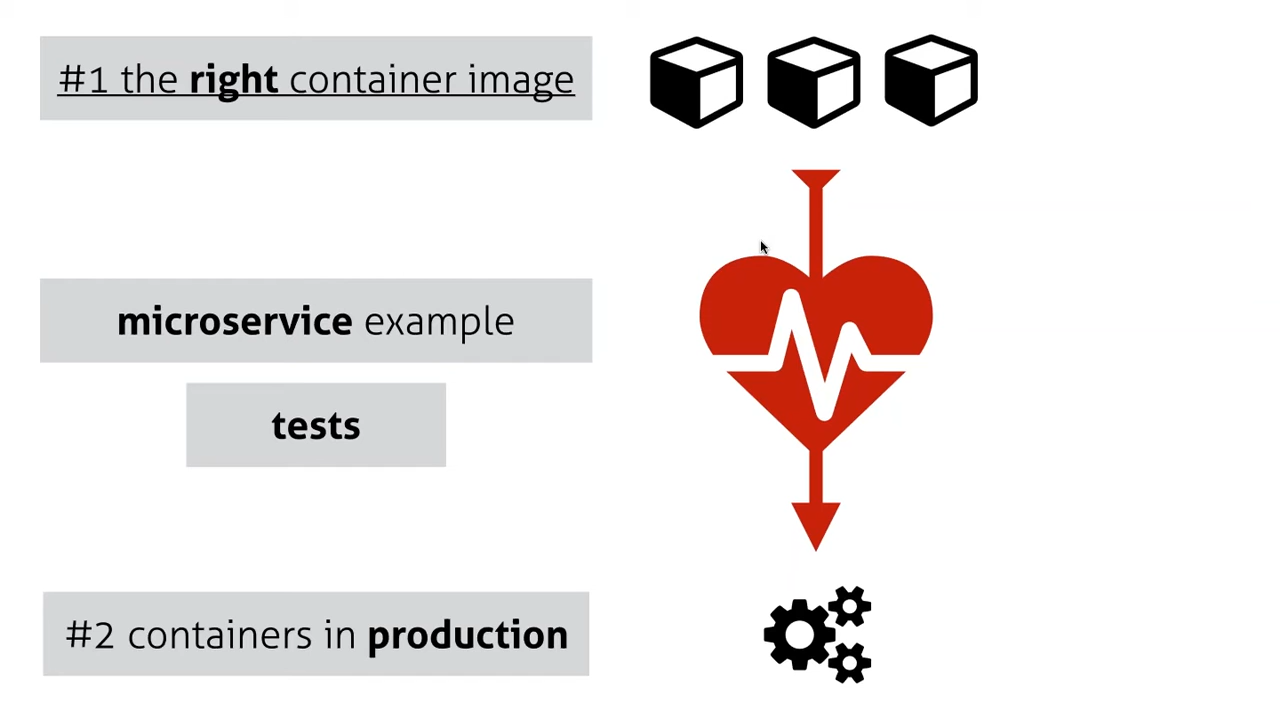 #1 the right container image
microservice example
tests
#2 containers in production